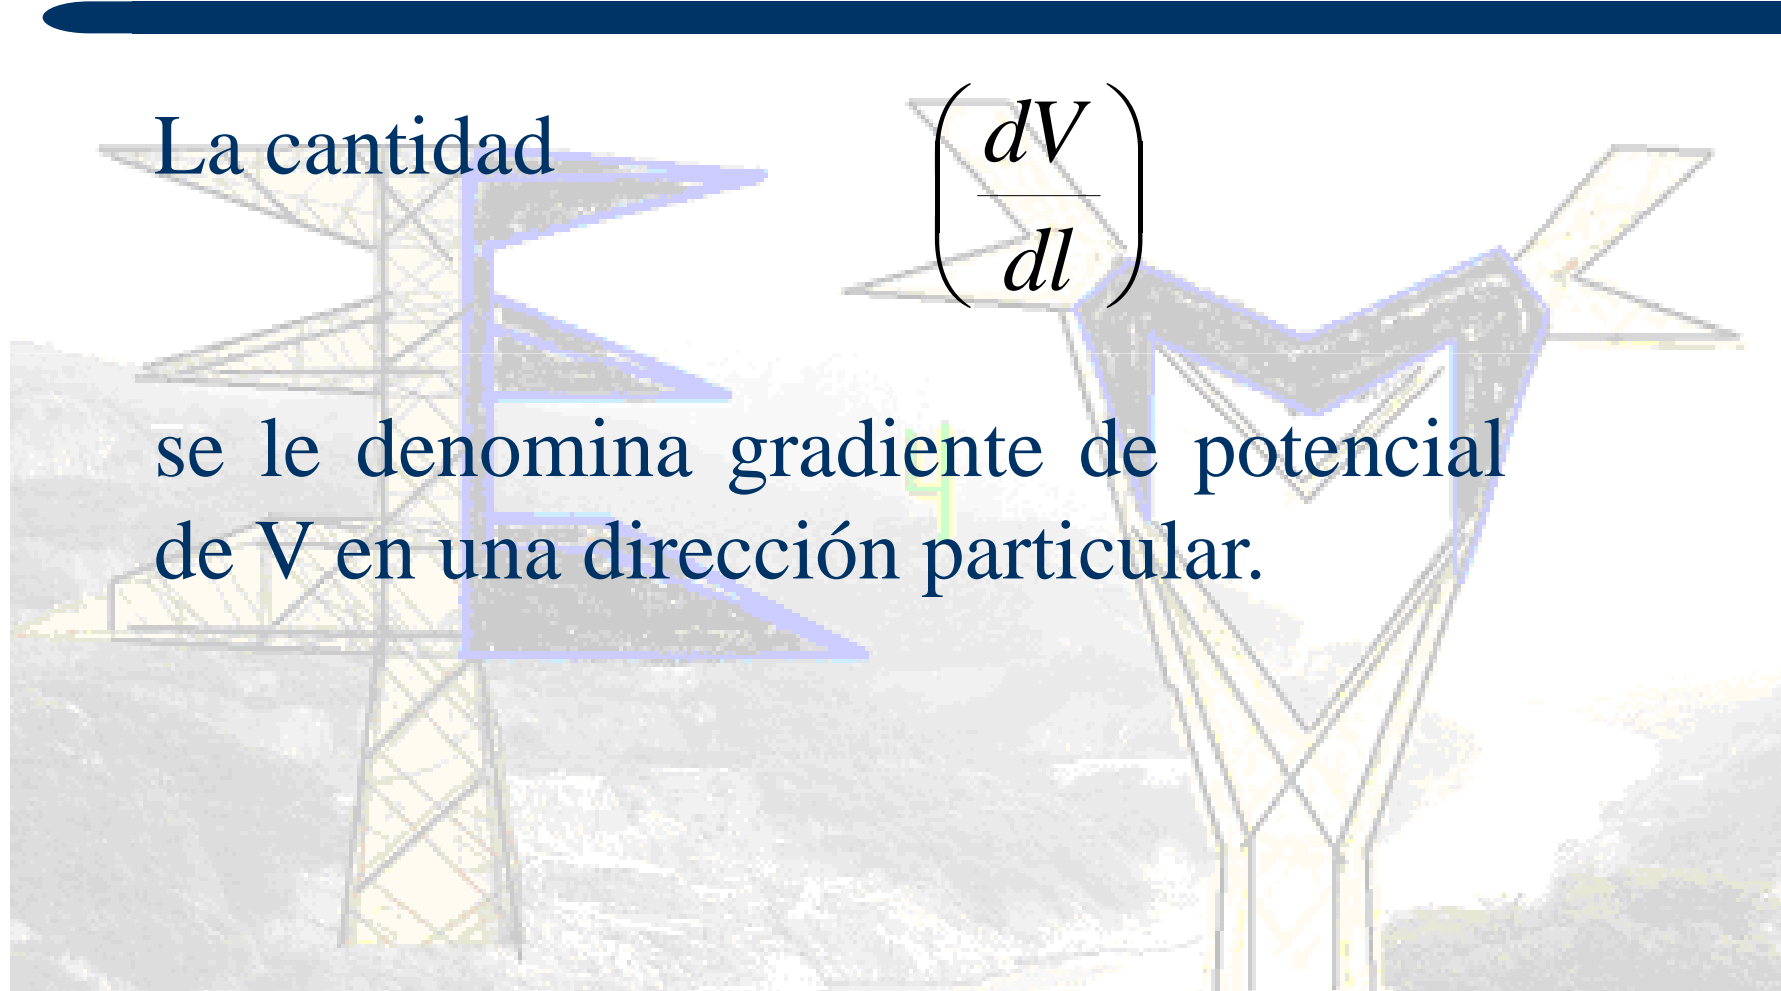 La cantidad (dV/dl)
se le denomina gradiente de potencial
de V en una dirección particular.